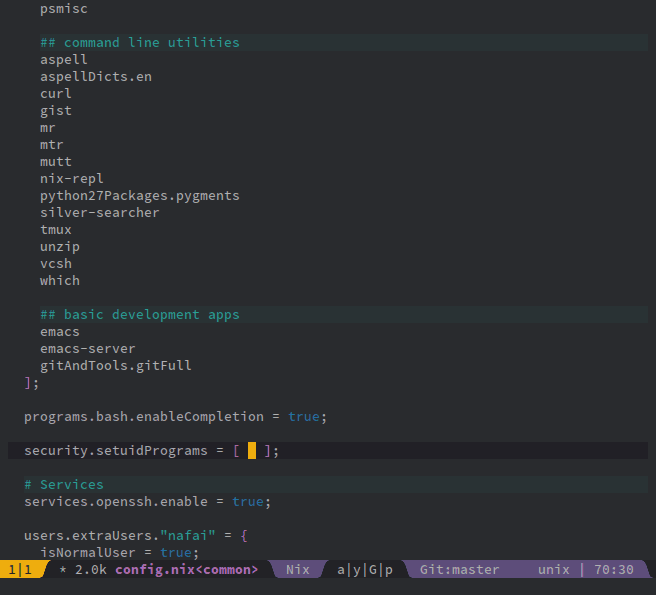 psmisc
## command line utilities
aspell
aspellDicts.en
curl
gist
mr
mtr
mutt
nix-repl
python27Packages.pygments
silver-searcher
tmux
unzip
vcsh
which
## basic development apps
emacs
emacs-server
gitAndTools.gitFull
];
programs.bash.enableCompletion = true;
security.setuidPrograms = [ ];
# Services
services.openssh.enable = true;
users.extraUsers."nafai" = {
isNormalUser = true;
1|1 * 2.0k config.nix<common> Nix a|y|G|p Git:master unix | 70:30